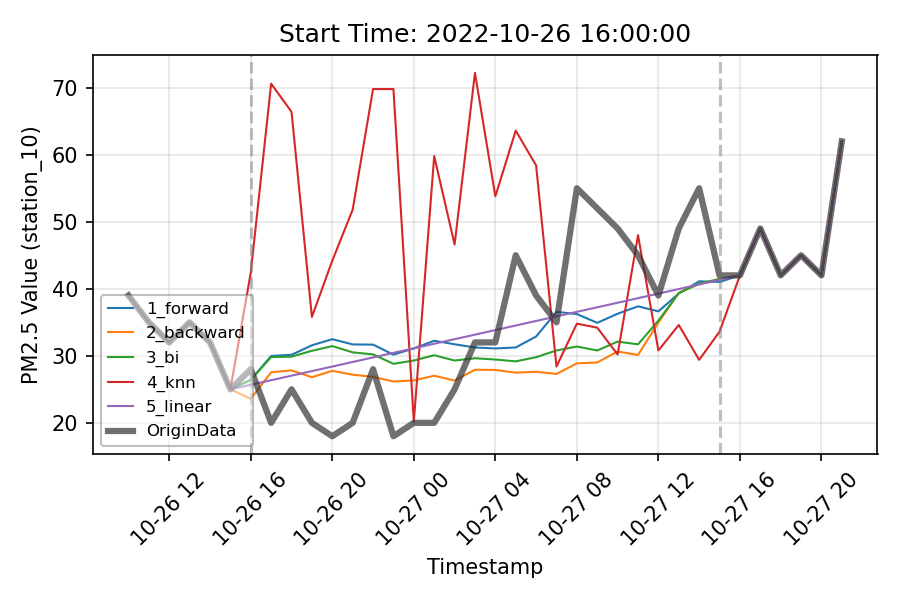 Start Time: 2022-10-26 16:00:00
PM2.5 Value (station_10)
70
60
50
40
30
20
1_forward
2_backward
3_bi
4_knn
5_linear
OriginData
10-26 12
10-26 16
10-26 20
10-27 00
10-27 04
10-27 08
10-27 12
10-27 16
10-27 20
Timestamp